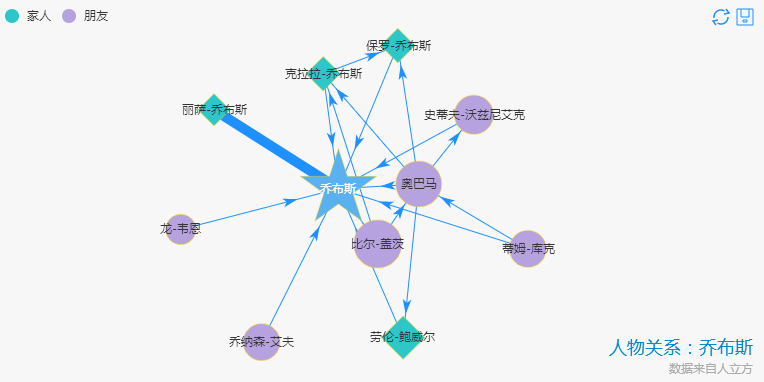 家人 朋友
保罗-乔布斯
克拉拉-乔布斯
丽萨-乔布斯
史蒂夫-沃兹尼艾克
奥巴马
乔布斯
龙-韦恩
比尔-盖茨
蒂姆-库克
劳伦-鲍威尔
乔纳森-艾夫
人物关系：乔布斯
数据来自人立方